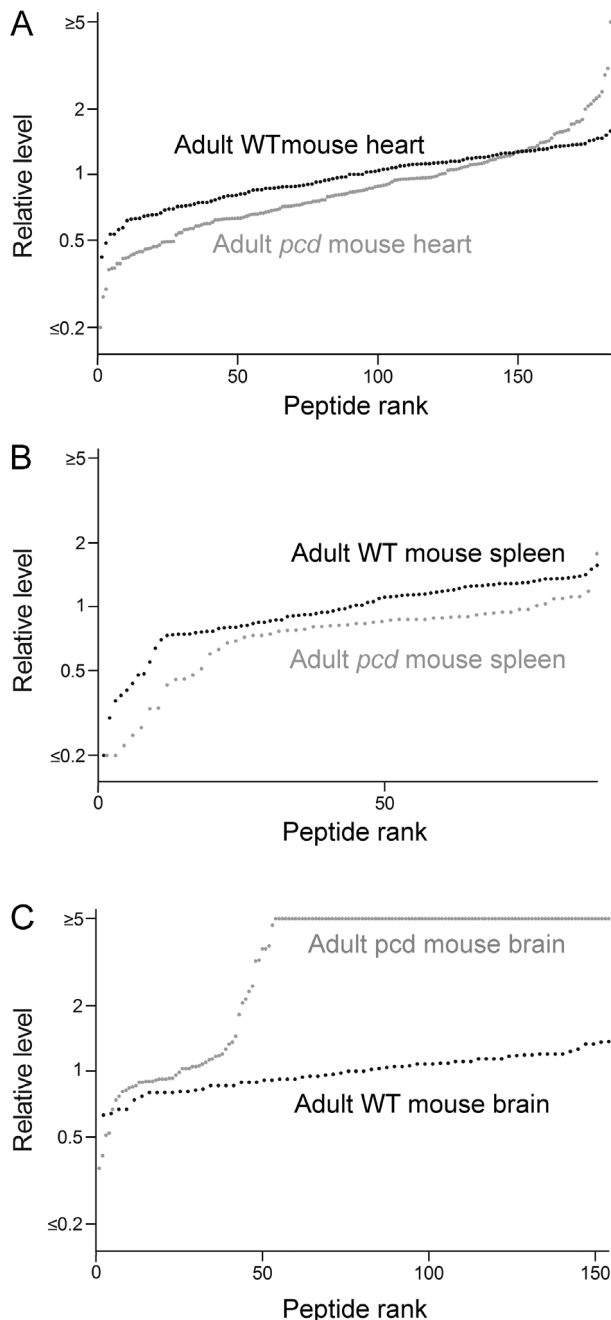 A
≥5
2
1
0.5
≤0.2
Relative level
Adult WTmouse heart
Adult pcd mouse heart
0
50
100
150
Peptide rank
B
≥5
2
1
0.5
≤0.2
Relative level
Adult WT mouse spleen
Adult pcd mouse spleen
0
50
Peptide rank
C
≥5
2
1
0.5
≤0.2
Relative level
Adult pcd mouse brain
Adult WT mouse brain
0
50
100
150
Peptide rank